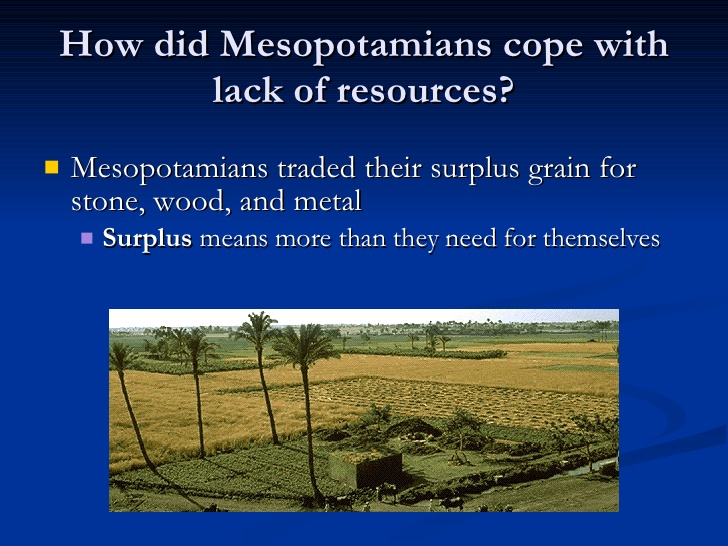 How did Mesopotamians cope with
lack of resources?
Mesopotamians traded their surplus grain for
stone, wood, and metal
Surplus means more than they need for themselves